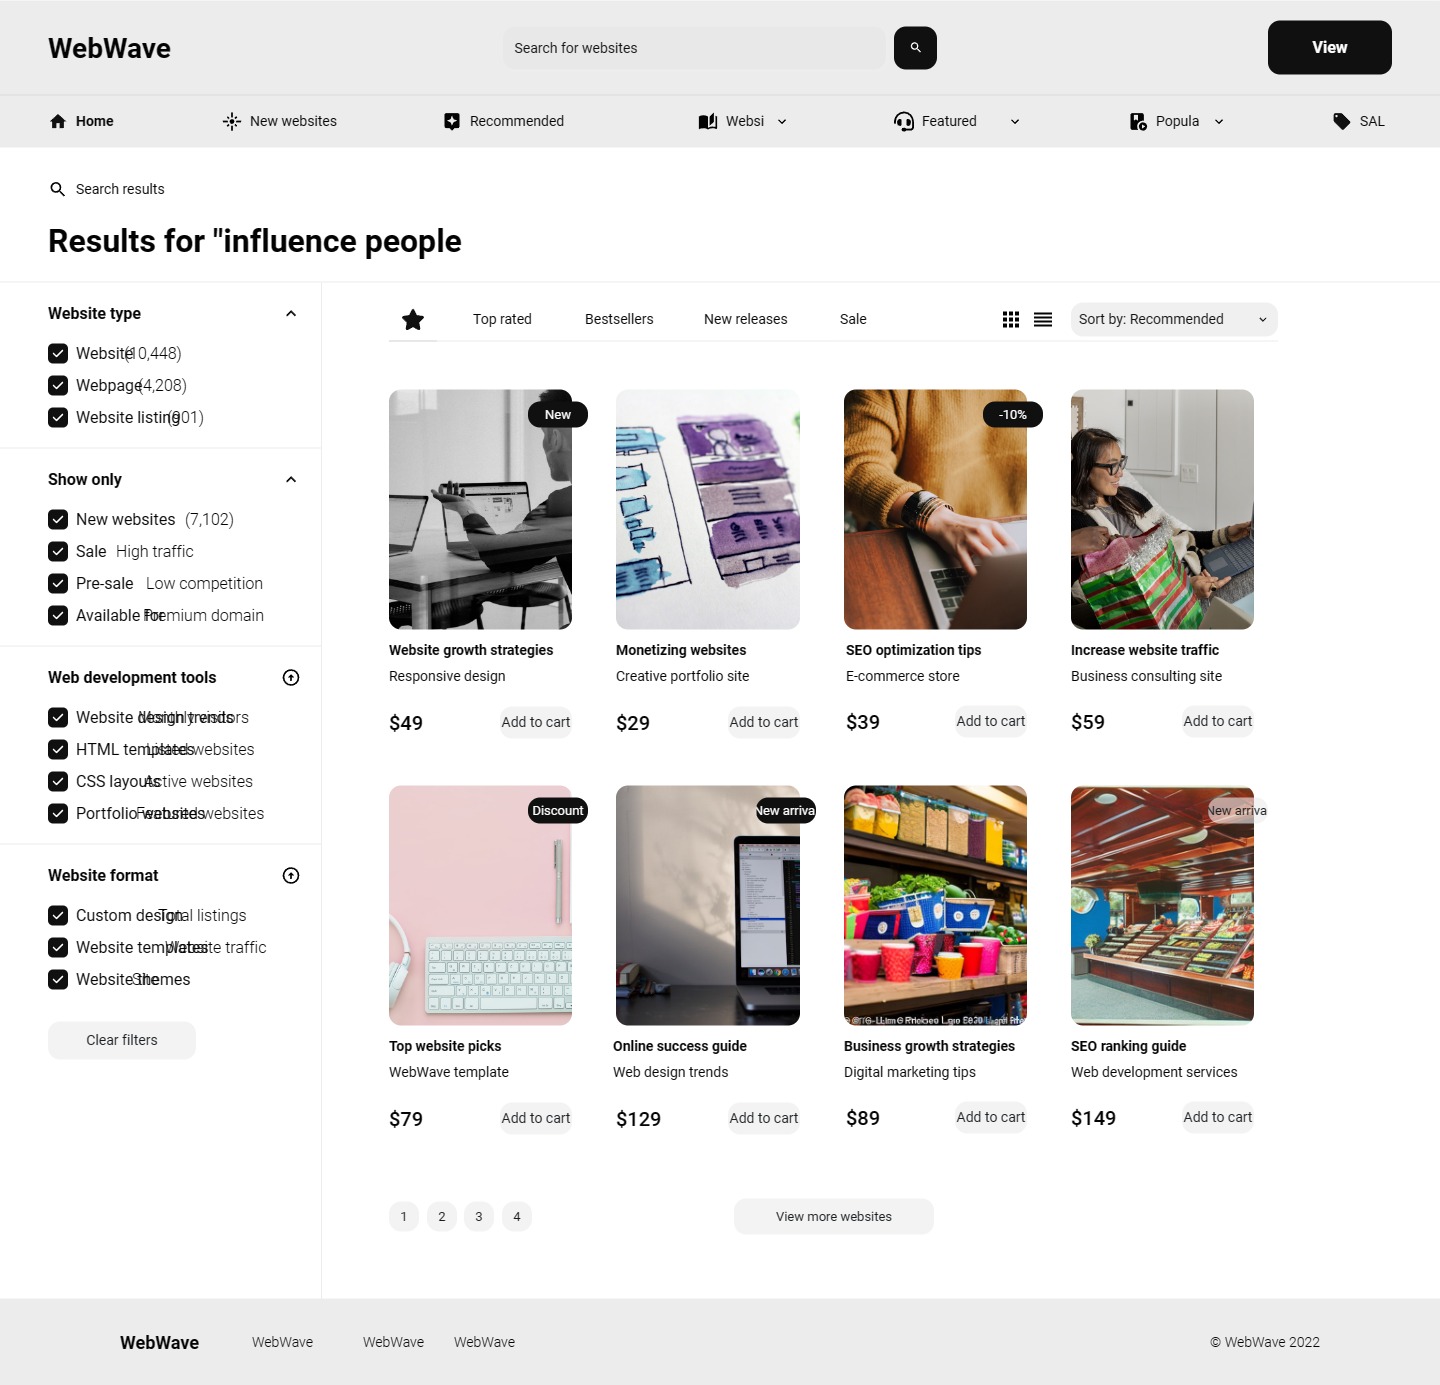 WebWave
Search for websites
View
Home
New websites
Recommended
Websi
Featured
Popula
SAL
Search results
Results for "influence people
Website type
Website (10,448)
Webpage (4,208)
Website listing (901)
Show only
New websites (7,102)
Sale High traffic
Pre-sale Low competition
Available for Premium domain
Web development tools
Website design trends Monthly visitors
HTML templates Listed websites
CSS layouts Active websites
Portfolio websites Featured websites
Website format
Custom design Total listings
Website templates Website traffic
Website themes Site
Clear filters
Top rated
Bestsellers
New releases
Sale
Sort by: Recommended
New
-10%
Website growth strategies
Responsive design
$49
Add to cart
Monetizing websites
Creative portfolio site
$29
Add to cart
SEO optimization tips
E-commerce store
$39
Add to cart
Increase website traffic
Business consulting site
$59
Add to cart
Discount
New arriva
New arriva
Top website picks
WebWave template
$79
Add to cart
Online success guide
Web design trends
$129
Add to cart
Business growth strategies
Digital marketing tips
$89
Add to cart
SEO ranking guide
Web development services
$149
Add to cart
1 2 3 4
View more websites
WebWave
WebWave
WebWave
WebWave
© WebWave 2022